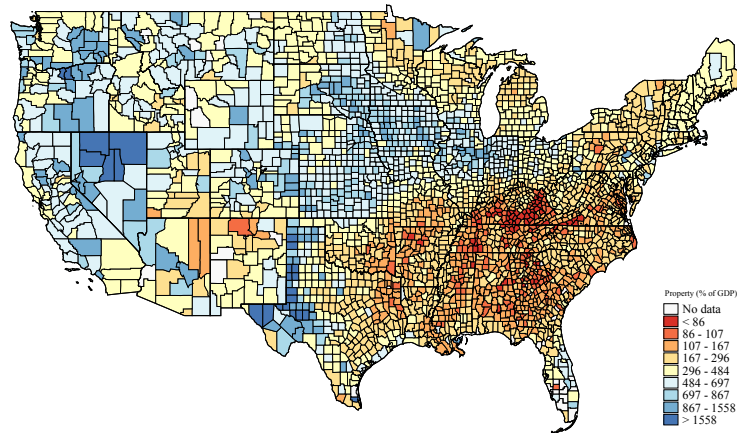 Property (% of GDP)
No data
< 86
86 - 107
107 - 167
167 - 296
296 - 484
484 - 697
697 - 867
867 - 1558
> 1558